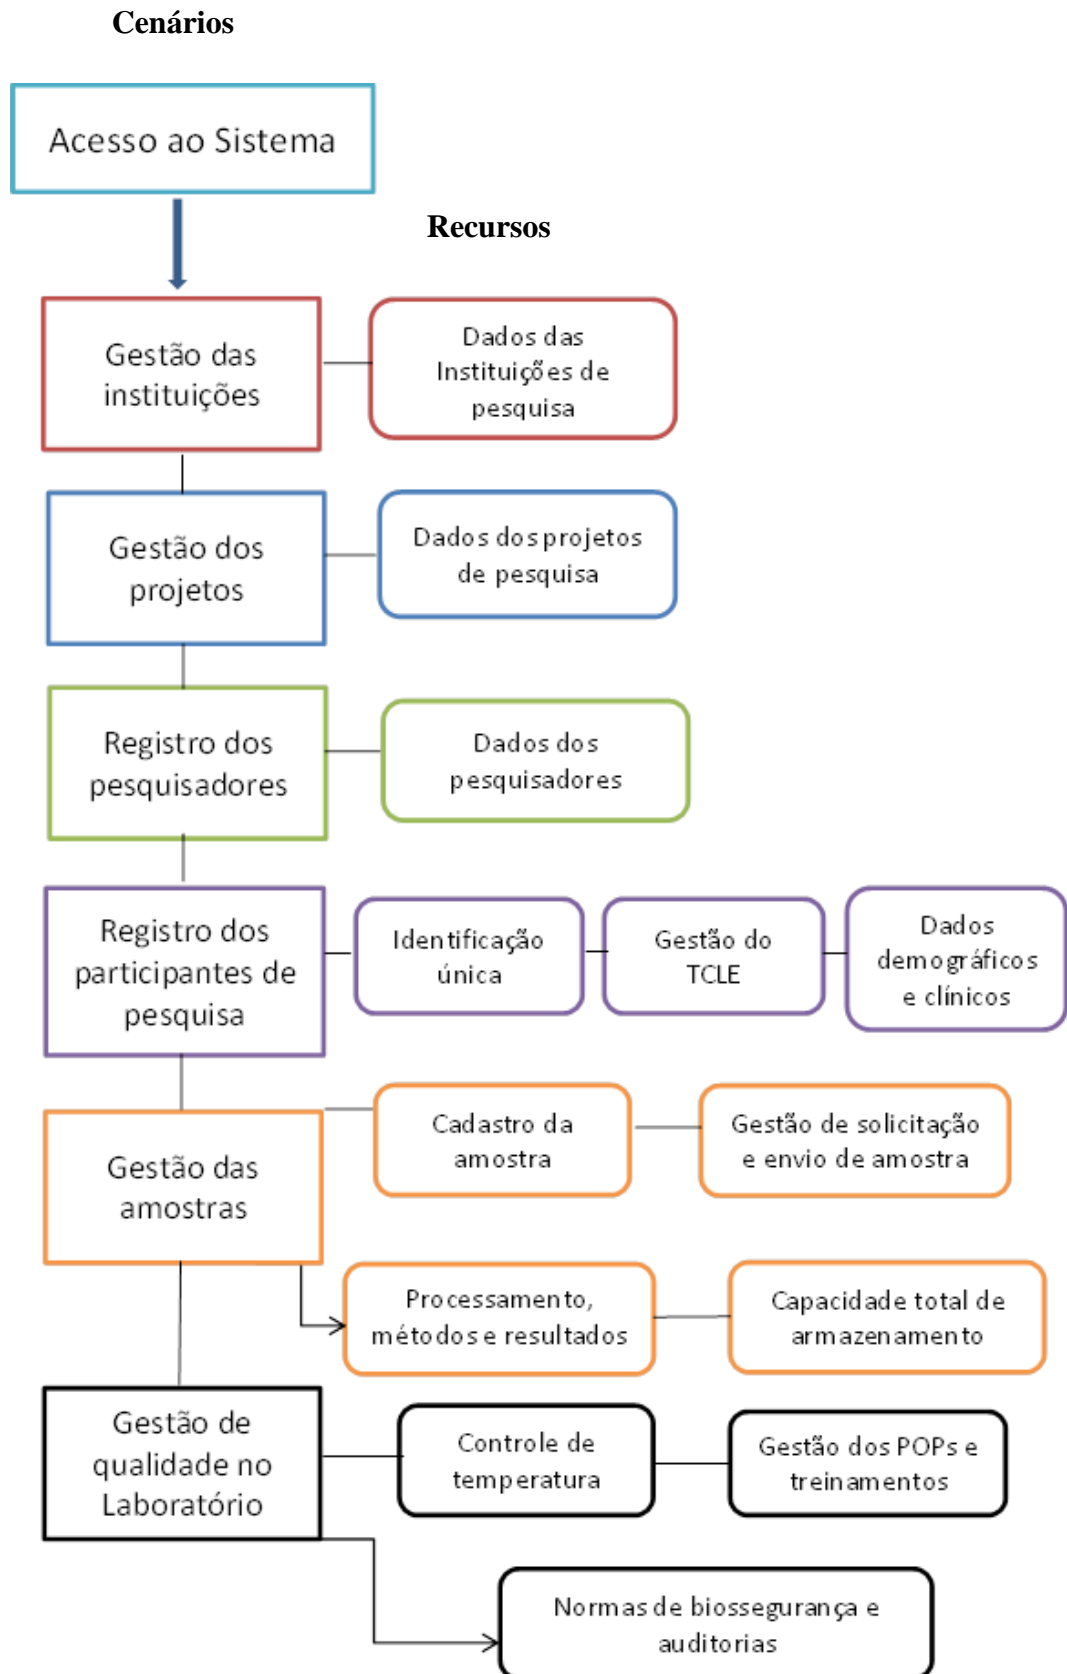 Cenários
Acesso ao Sistema
Recursos
Gestão das
instituições
Dados das
Instituições de
pesquisa
Gestão dos
projetos
Dados dos projetos
de pesquisa
Registro dos
pesquisadores
Dados dos
pesquisadores
Registro dos
participantes de
pesquisa
Identificação
única
Gestão do
TCLE
Dados
demográficos
e clínicos
Gestão das
amostras
Cadastro da
amostra
Gestão de solicitação
e envio de amostra
Processamento,
métodos e resultados
Capacidade total de
armazenamento
Gestão de
qualidade no
Laboratório
Controle de
temperatura
Gestão dos POPs e
treinamentos
Normas de biossegurança e
auditorias